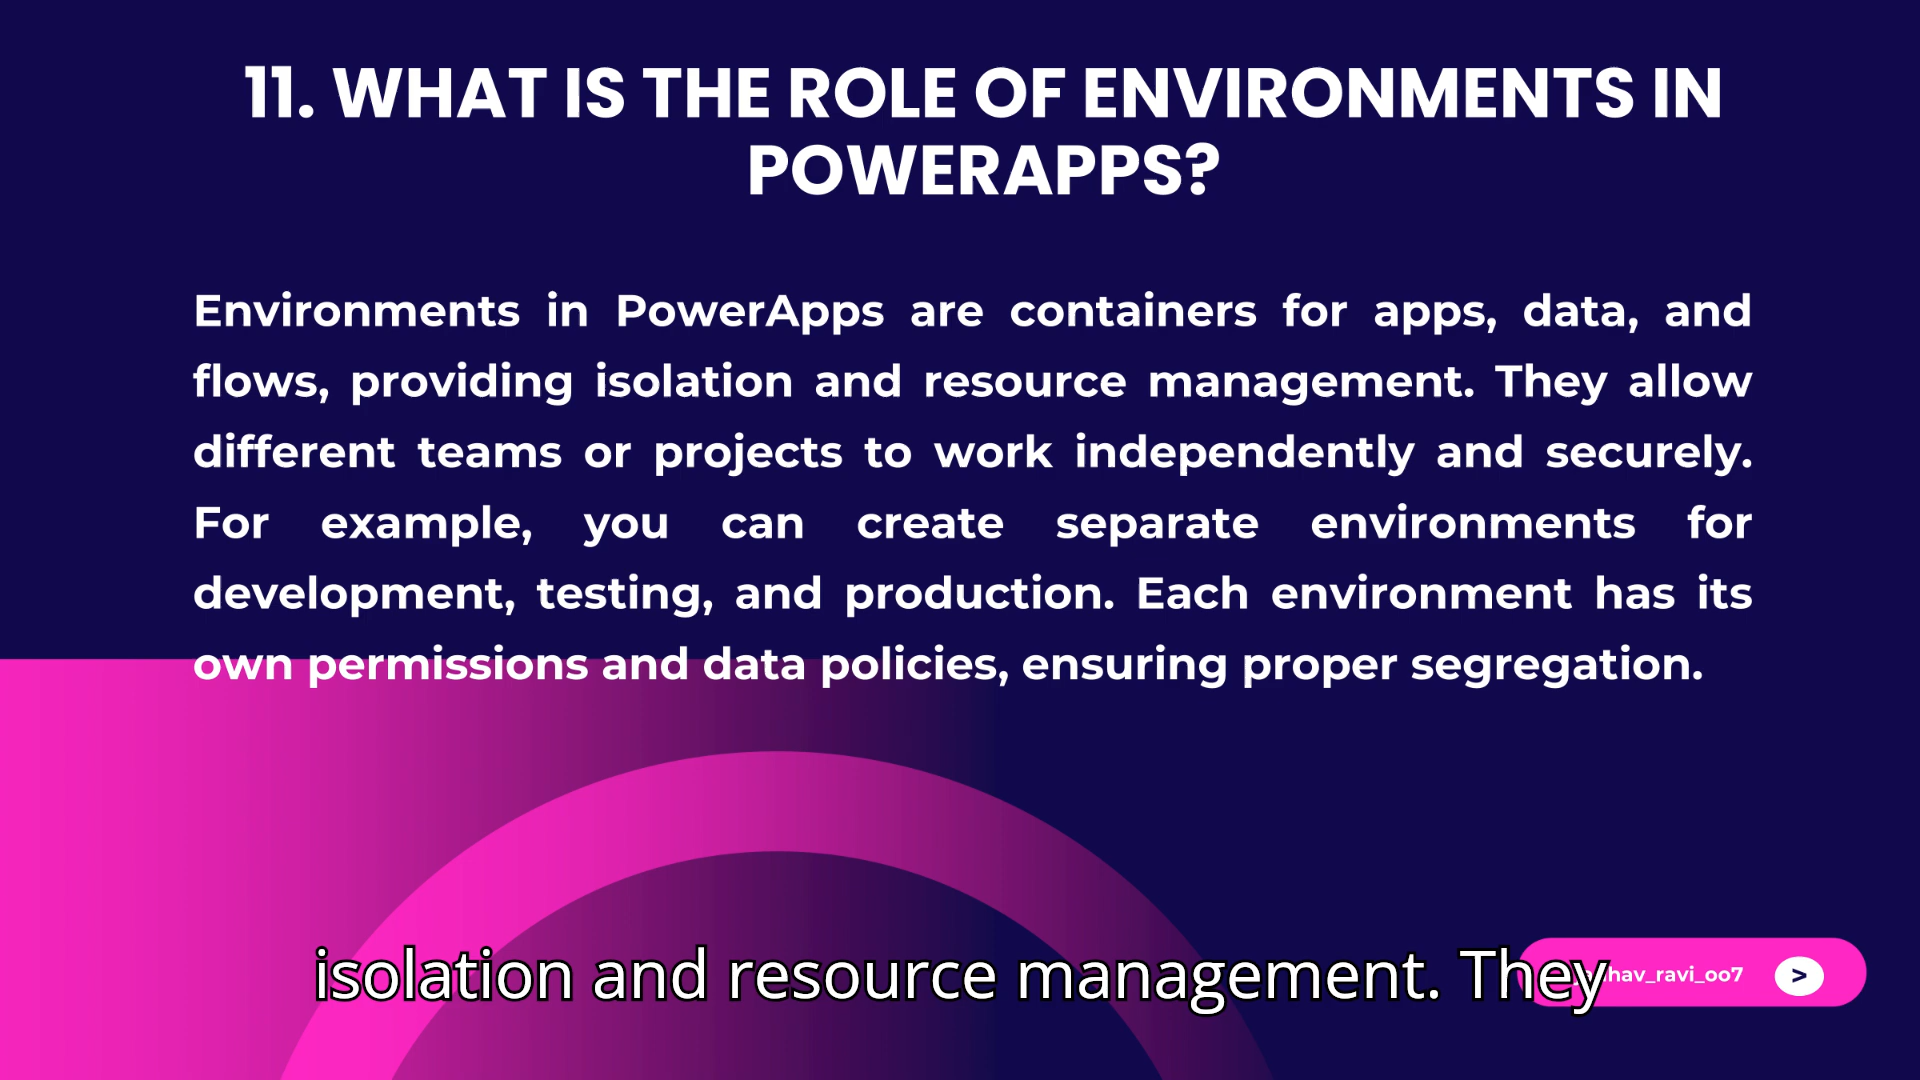 11. WHAT IS THE ROLE OF ENVIRONMENTS IN
POWERAPPS?
Environments in PowerApps are containers for apps, data, and
flows, providing isolation and resource management. They allow
different teams or projects to work independently and securely.
For example, you can create separate environments for
development, testing, and production. Each environment has its
own permissions and data policies, ensuring proper segregation.
isolation and resource management. They
>